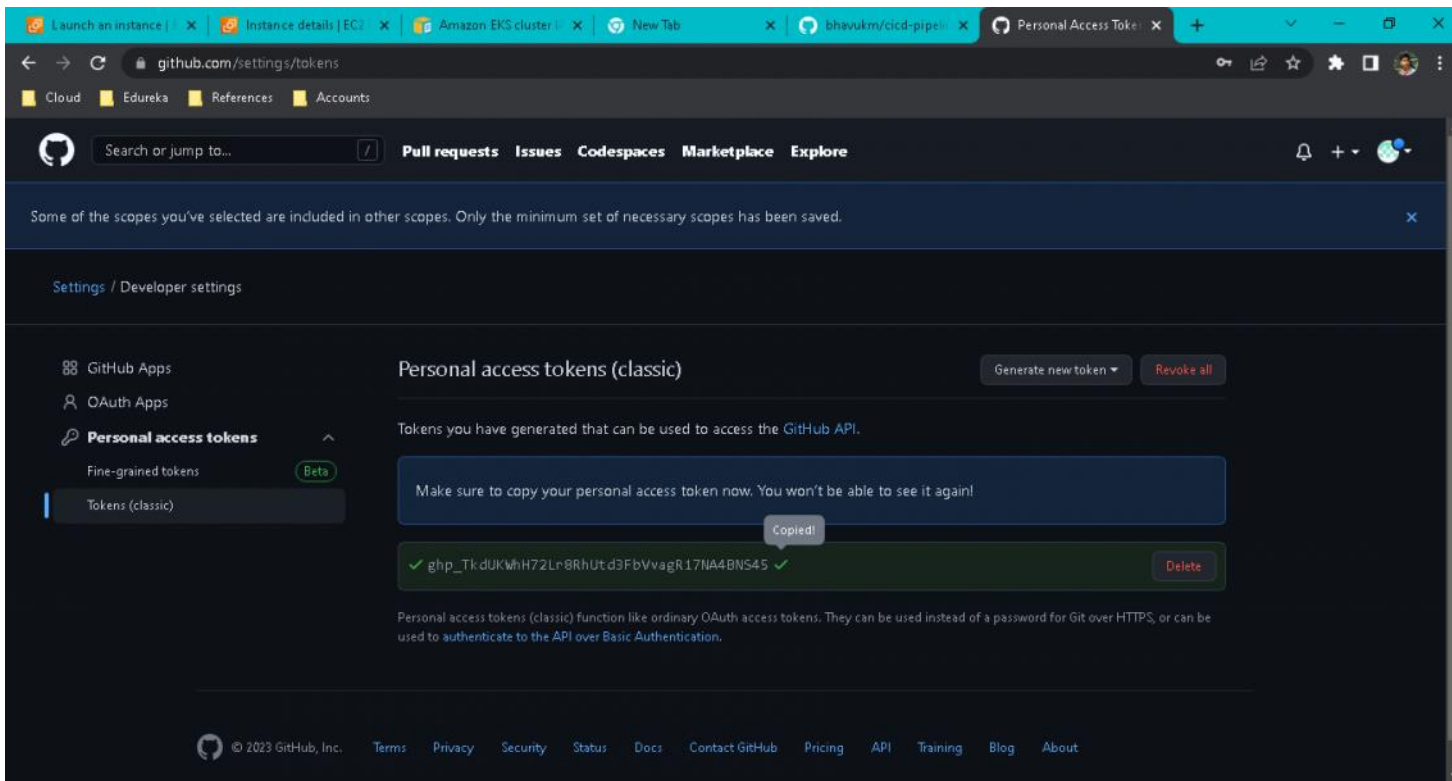 Launch an instance |
Instance details | EC2
Amazon EKS cluster
New Tab
bhavukm/cicd-pipeli
Personal Access Toke
github.com/settings/tokens
Cloud Edureka References Accounts
Search or jump to... /
Pull requests Issues Codespaces Marketplace Explore
Some of the scopes you've selected are included in other scopes. Only the minimum set of necessary scopes has been saved.
Settings / Developer settings
GitHub Apps
OAuth Apps
Personal access tokens
Fine-grained tokens Beta
Tokens (classic)
Personal access tokens (classic)
Generate new token
Revoke all
Tokens you have generated that can be used to access the GitHub API.
Make sure to copy your personal access token now. You won't be able to see it again!
Copied!
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
Delete
Personal access tokens (classic) function like ordinary OAuth access tokens. They can be used instead of a password for Git over HTTPS, or can be
used to authenticate to the API over Basic Authentication.
© 2023 GitHub, Inc. Terms Privacy Security Status Docs Contact GitHub Pricing API Training Blog About